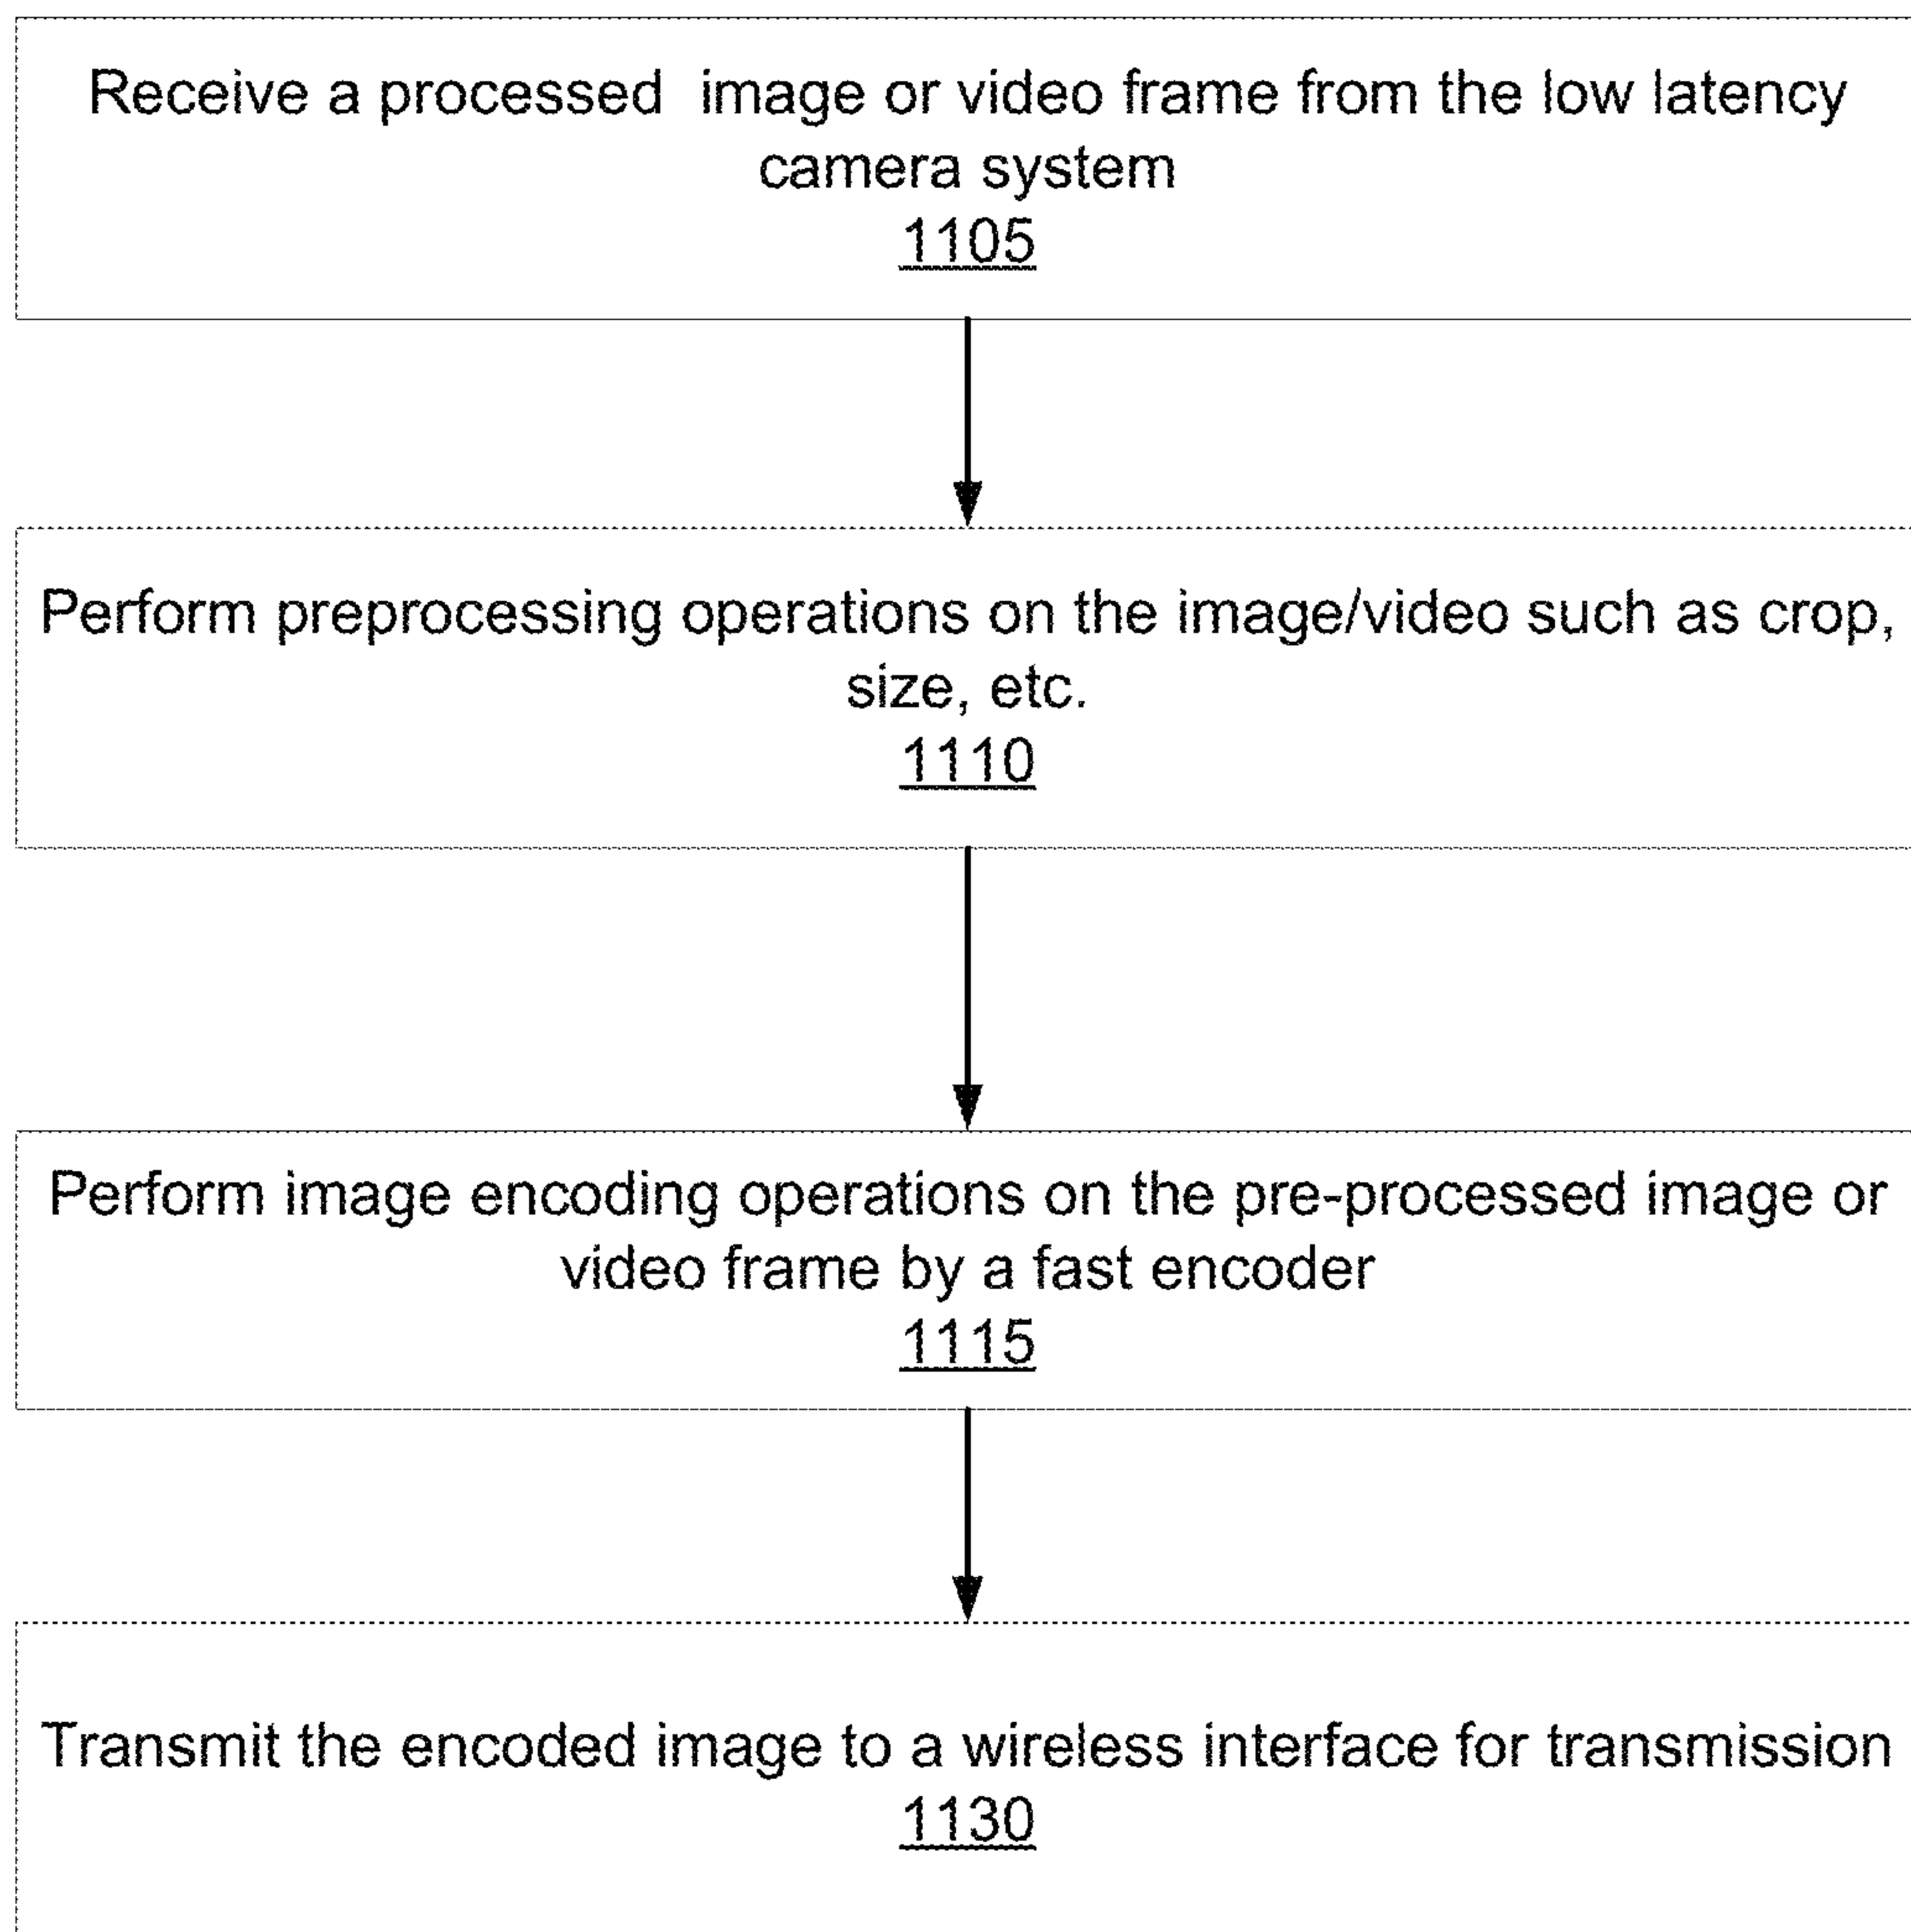 Receive a processed image or video frame from the low latency
camera system
1105
Perform preprocessing operations on the image/video such as crop,
size, etc.
1110
Perform image encoding operations on the pre-processed image or
video frame by a fast encoder
1115
Transmit the encoded image to a wireless interface for transmission
1130